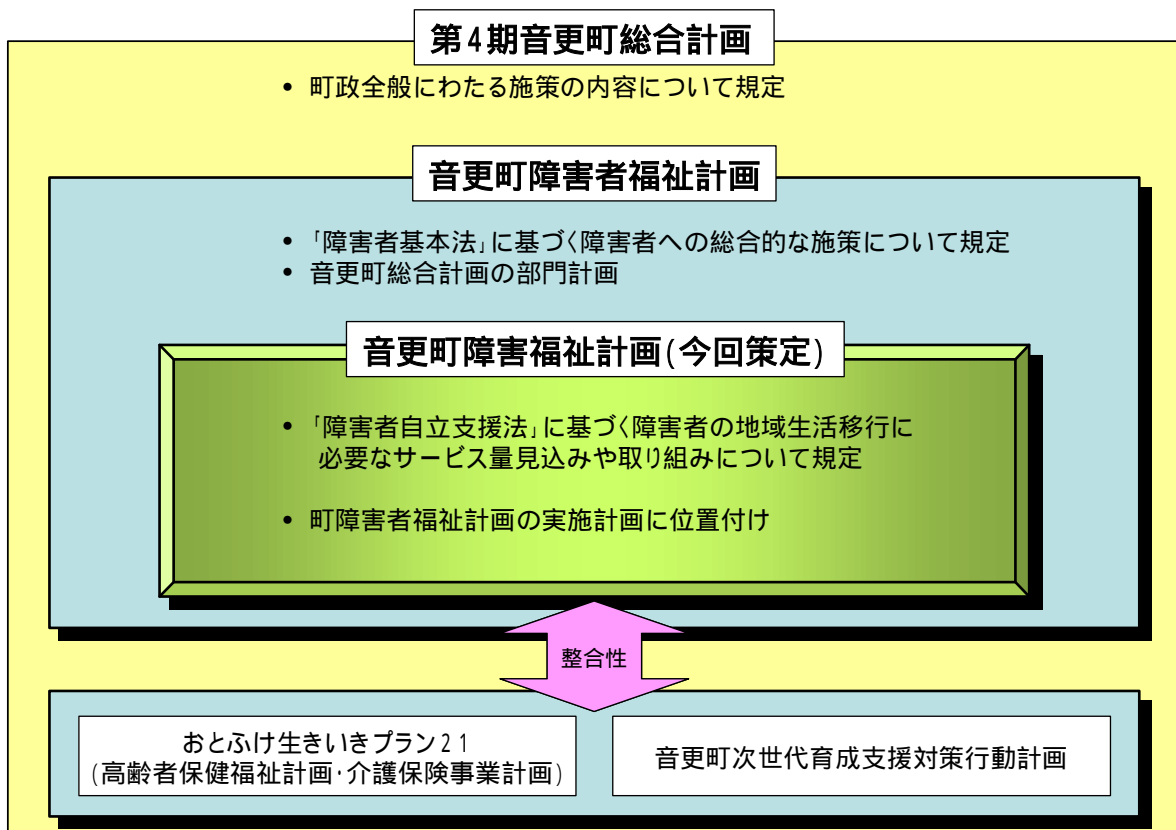 第4期音更町総合計画
• 町政全般にわたる施策の内容について規定
音更町障害者福祉計画
• 「障害者基本法」に基づく障害者への総合的な施策について規定
• 音更町総合計画の部門計画
音更町障害福祉計画(今回策定)
• 「障害者自立支援法」に基づく障害者の地域生活移行に
必要なサービス量見込みや取り組みについて規定
• 町障害者福祉計画の実施計画に位置付け
整合性
おとふけ生きいきプラン21
(高齢者保健福祉計画・介護保険事業計画)
音更町次世代育成支援対策行動計画